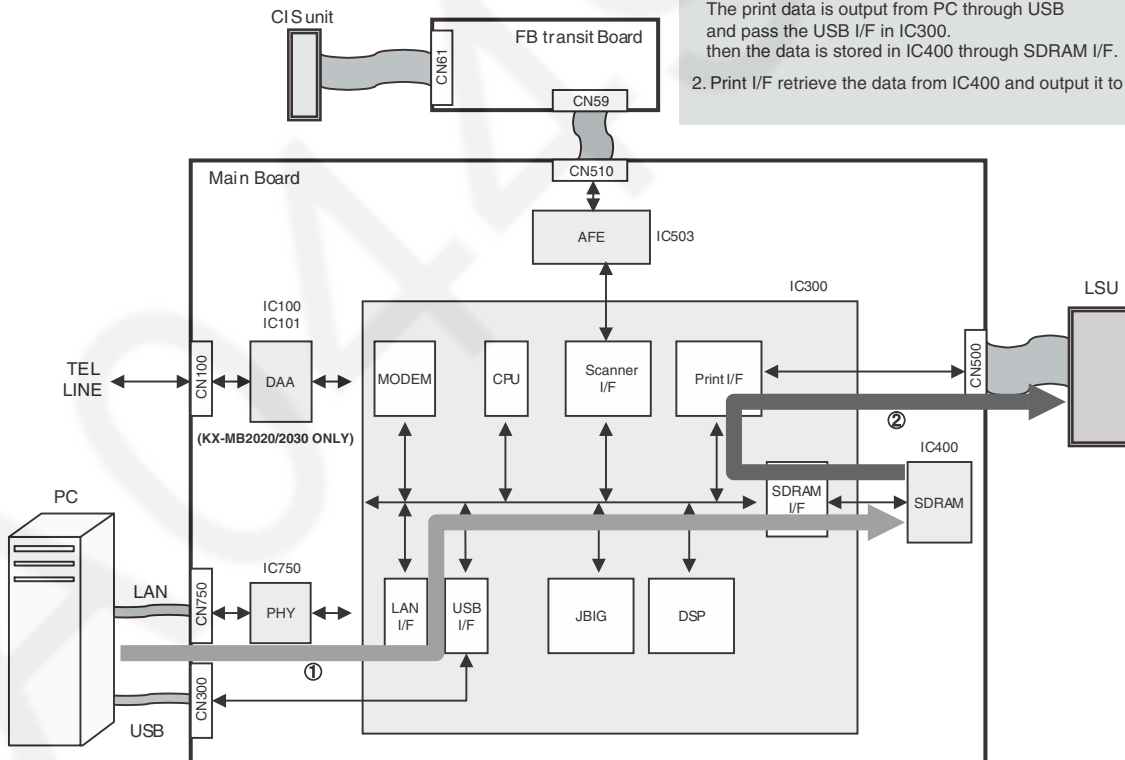 CIS unit
The print data is output from PC through USB
and pass the USB I/F in IC300.
then the data is stored in IC400 through SDRAM I/F.
2. Print I/F retrieve the data from IC400 and output it to
FB transit Board
CN61
CN59
CN510
Main Board
AFE
IC503
IC300
LSU
IC100
IC101
TEL
LINE
CN100
DAA
MODEM
CPU
Scanner
I/F
Print I/F
CN500
(KX-MB2020/2030 ONLY)
②
IC400
SDRAM
I/F
SDRAM
PC
IC750
LAN
CN750
PHY
LAN
I/F
USB
I/F
JBIG
DSP
①
CN300
USB